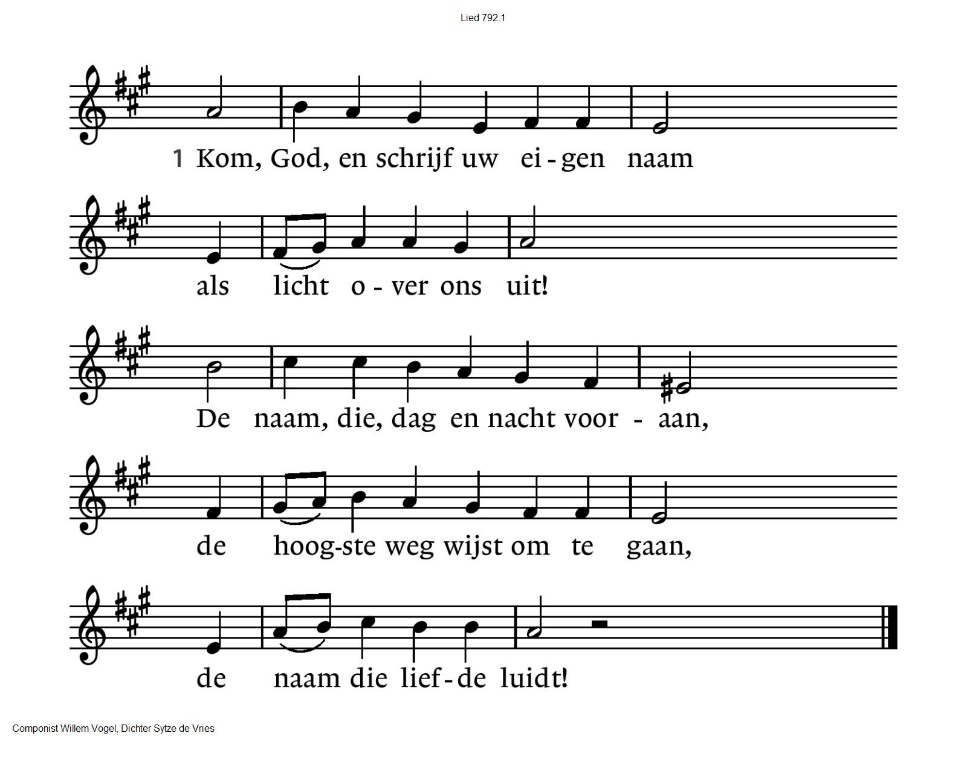 Lied 792:1
1 Kom, God, en schrijf uw ei - gen naam
als licht o - ver ons uit!
De naam, die, dag en nacht voor - aan,
de hoog-ste weg wijst om te gaan,
de naam die lief - de luidt!
Componist Willem Vogel, Dichter Sytze de Vries